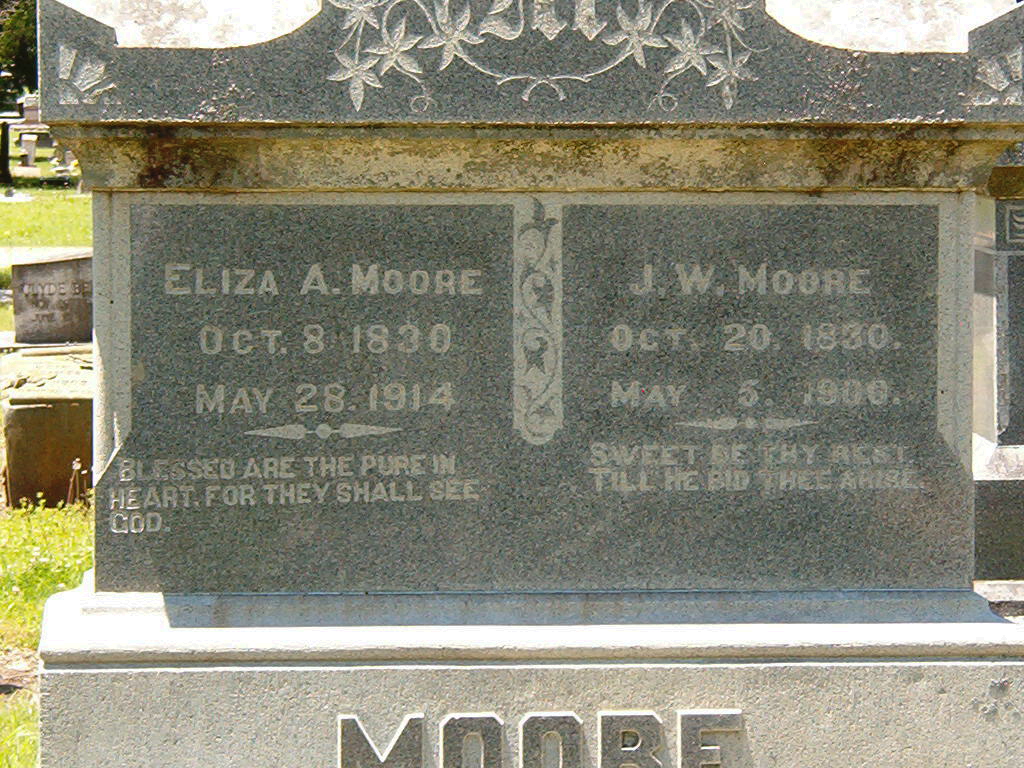 M
ELIZA A. MOORE
OCT. 8 1830
MAY 28. 1914
BLESSED ARE THE PURE IN
HEART, FOR THEY SHALL SEE
GOD.
J. W. MOORE
OCT. 20. 1830.
MAY 5. 1900.
SWEET BE THY REST
TILL HE BID THEE ARISE.
MOORE